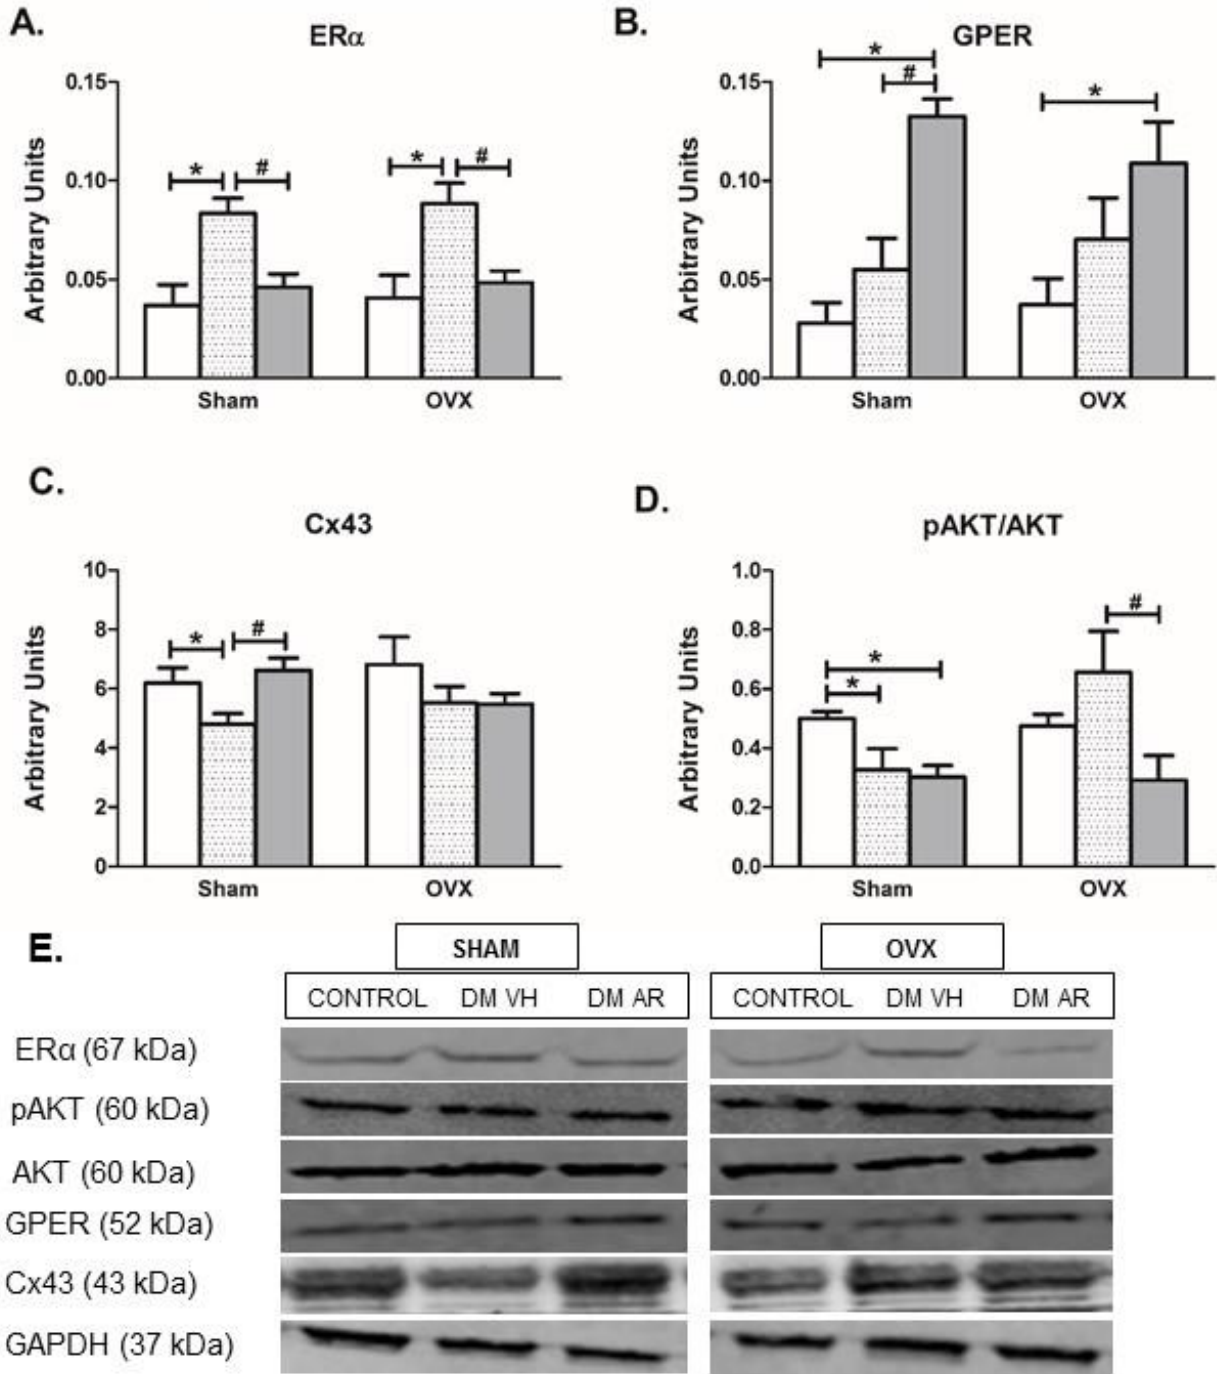 A.
ERα
Arbitrary Units
0.15
0.10
0.05
0.00
* # * #
Sham OVX
B.
GPER
Arbitrary Units
0.15
0.10
0.05
0.00
* # *
Sham OVX
C.
Cx43
Arbitrary Units
10
8
6
4
2
0
* #
Sham OVX
D.
pAKT/AKT
Arbitrary Units
1.0
0.8
0.6
0.4
0.2
0.0
* * #
Sham OVX
E.
SHAM OVX
CONTROL DM VH DM AR CONTROL DM VH DM AR
ERα (67 kDa)
pAKT (60 kDa)
AKT (60 kDa)
GPER (52 kDa)
Cx43 (43 kDa)
GAPDH (37 kDa)